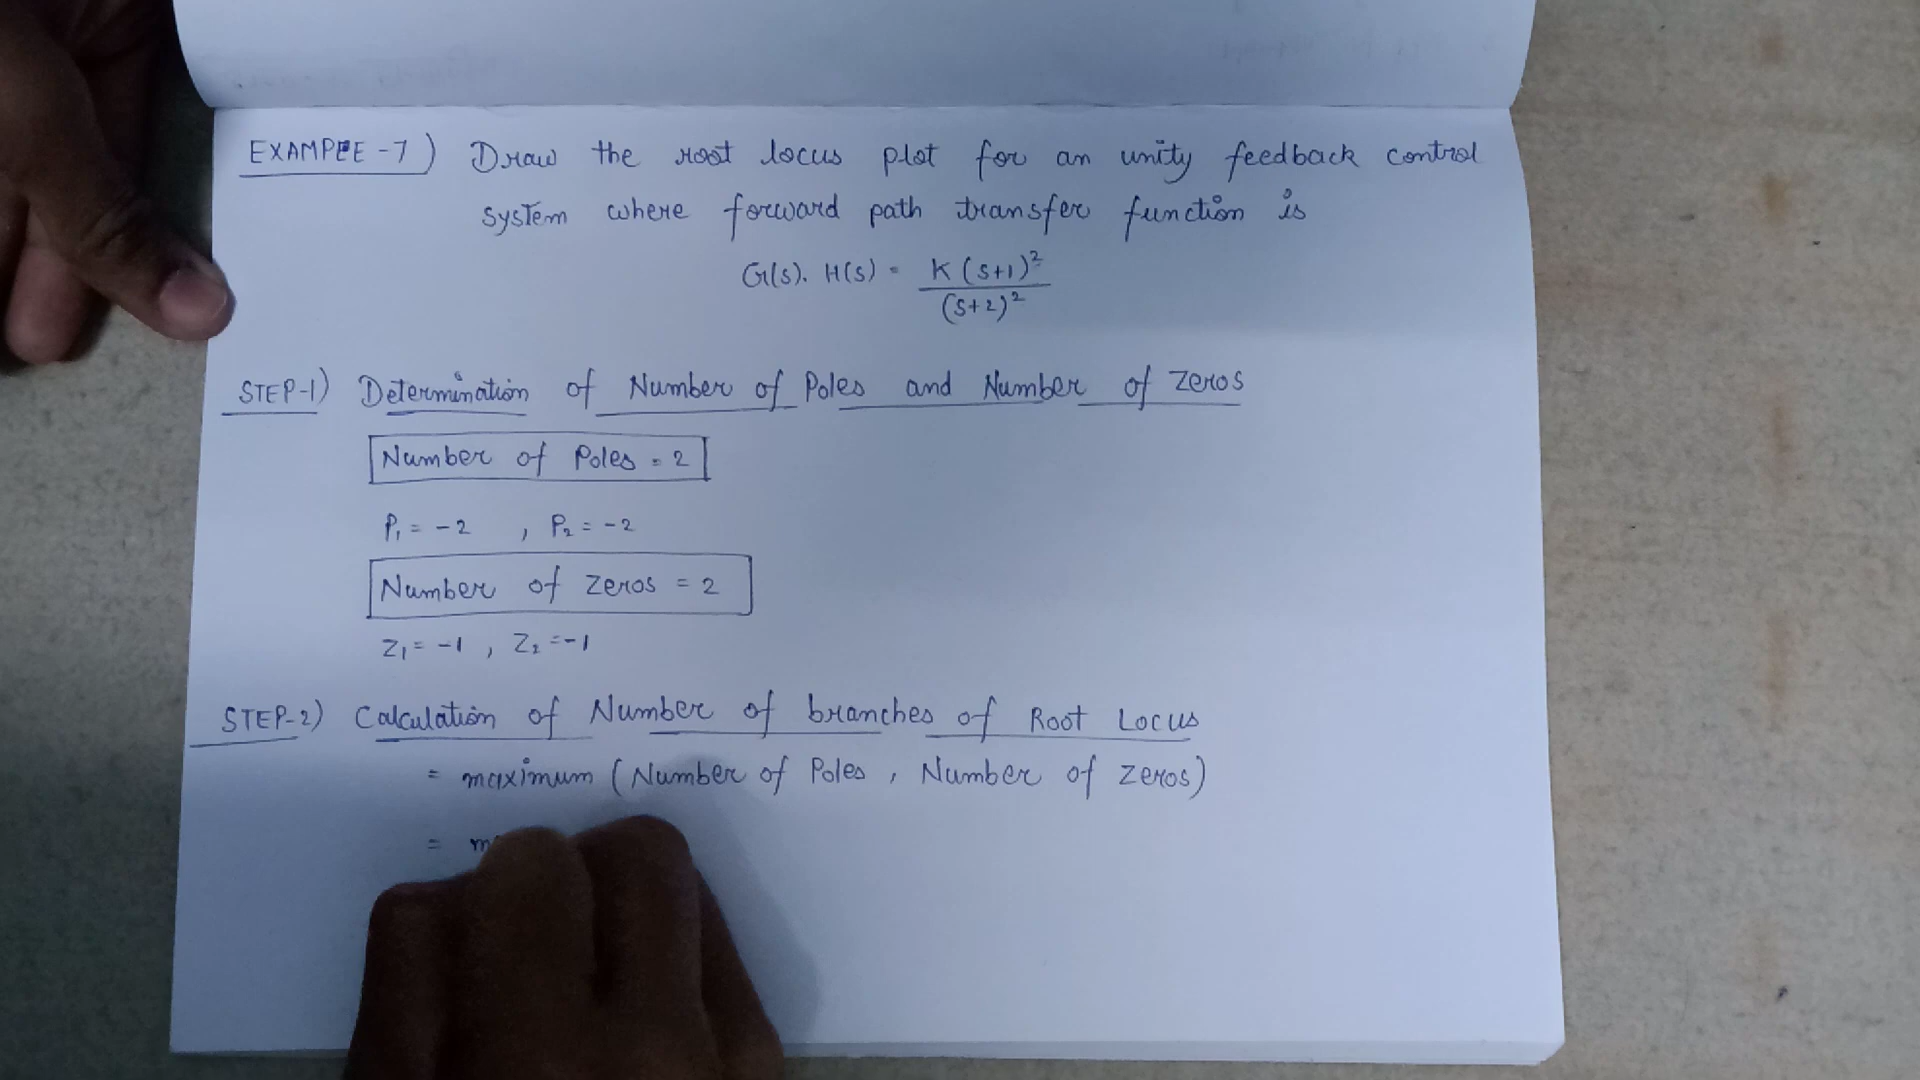 EXAMPLE-7) Draw the root locus plot for an unity feedback control
system where forward path transfer function is
G(s). H(s) = K(s+1)²
(s+2)²
STEP-1) Determination of Number of Poles and Number of Zeros
Number of Poles = 2
P₁ = -2 , P₂ = -2
Number of Zeros = 2
Z₁ = -1 , Z₂ = -1
STEP-2) Calculation of Number of branches of Root Locus
= maximum (Number of Poles , Number of Zeros)
=